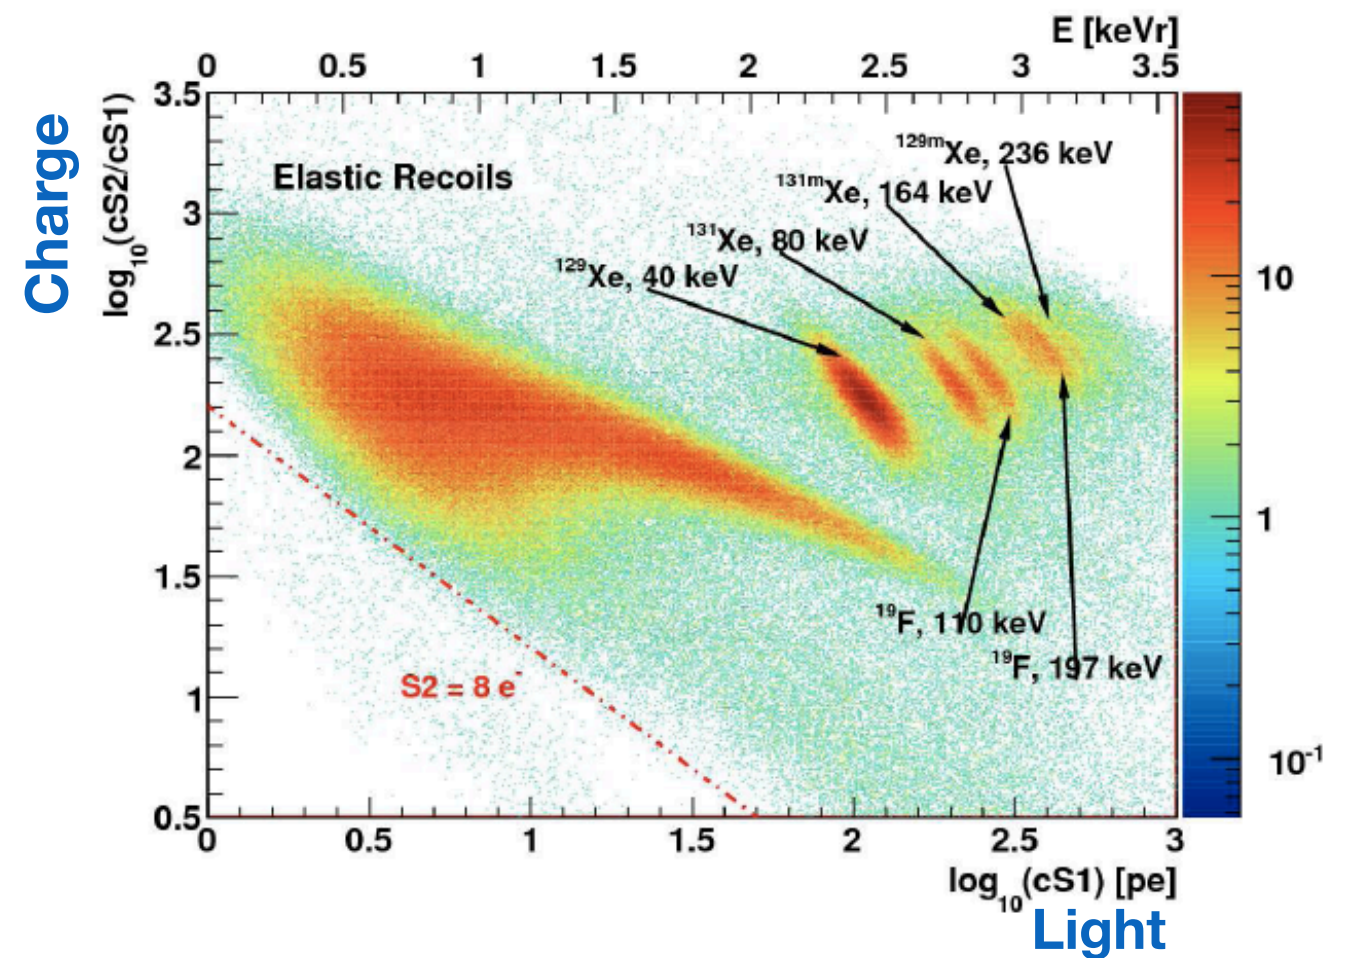 E [keVr]
0 0.5 1 1.5 2 2.5 3 3.5
Charge
log10(cS2/cS1)
3.5
3
2.5
2
1.5
1
0.5
Elastic Recoils
129mXe, 236 keV
131mXe, 164 keV
131Xe, 80 keV
129Xe, 40 keV
19F, 110 keV
19F, 197 keV
S2 = 8 e-
10
1
10-1
0 0.5 1 1.5 2 2.5 3
log10(cS1) [pe]
Light